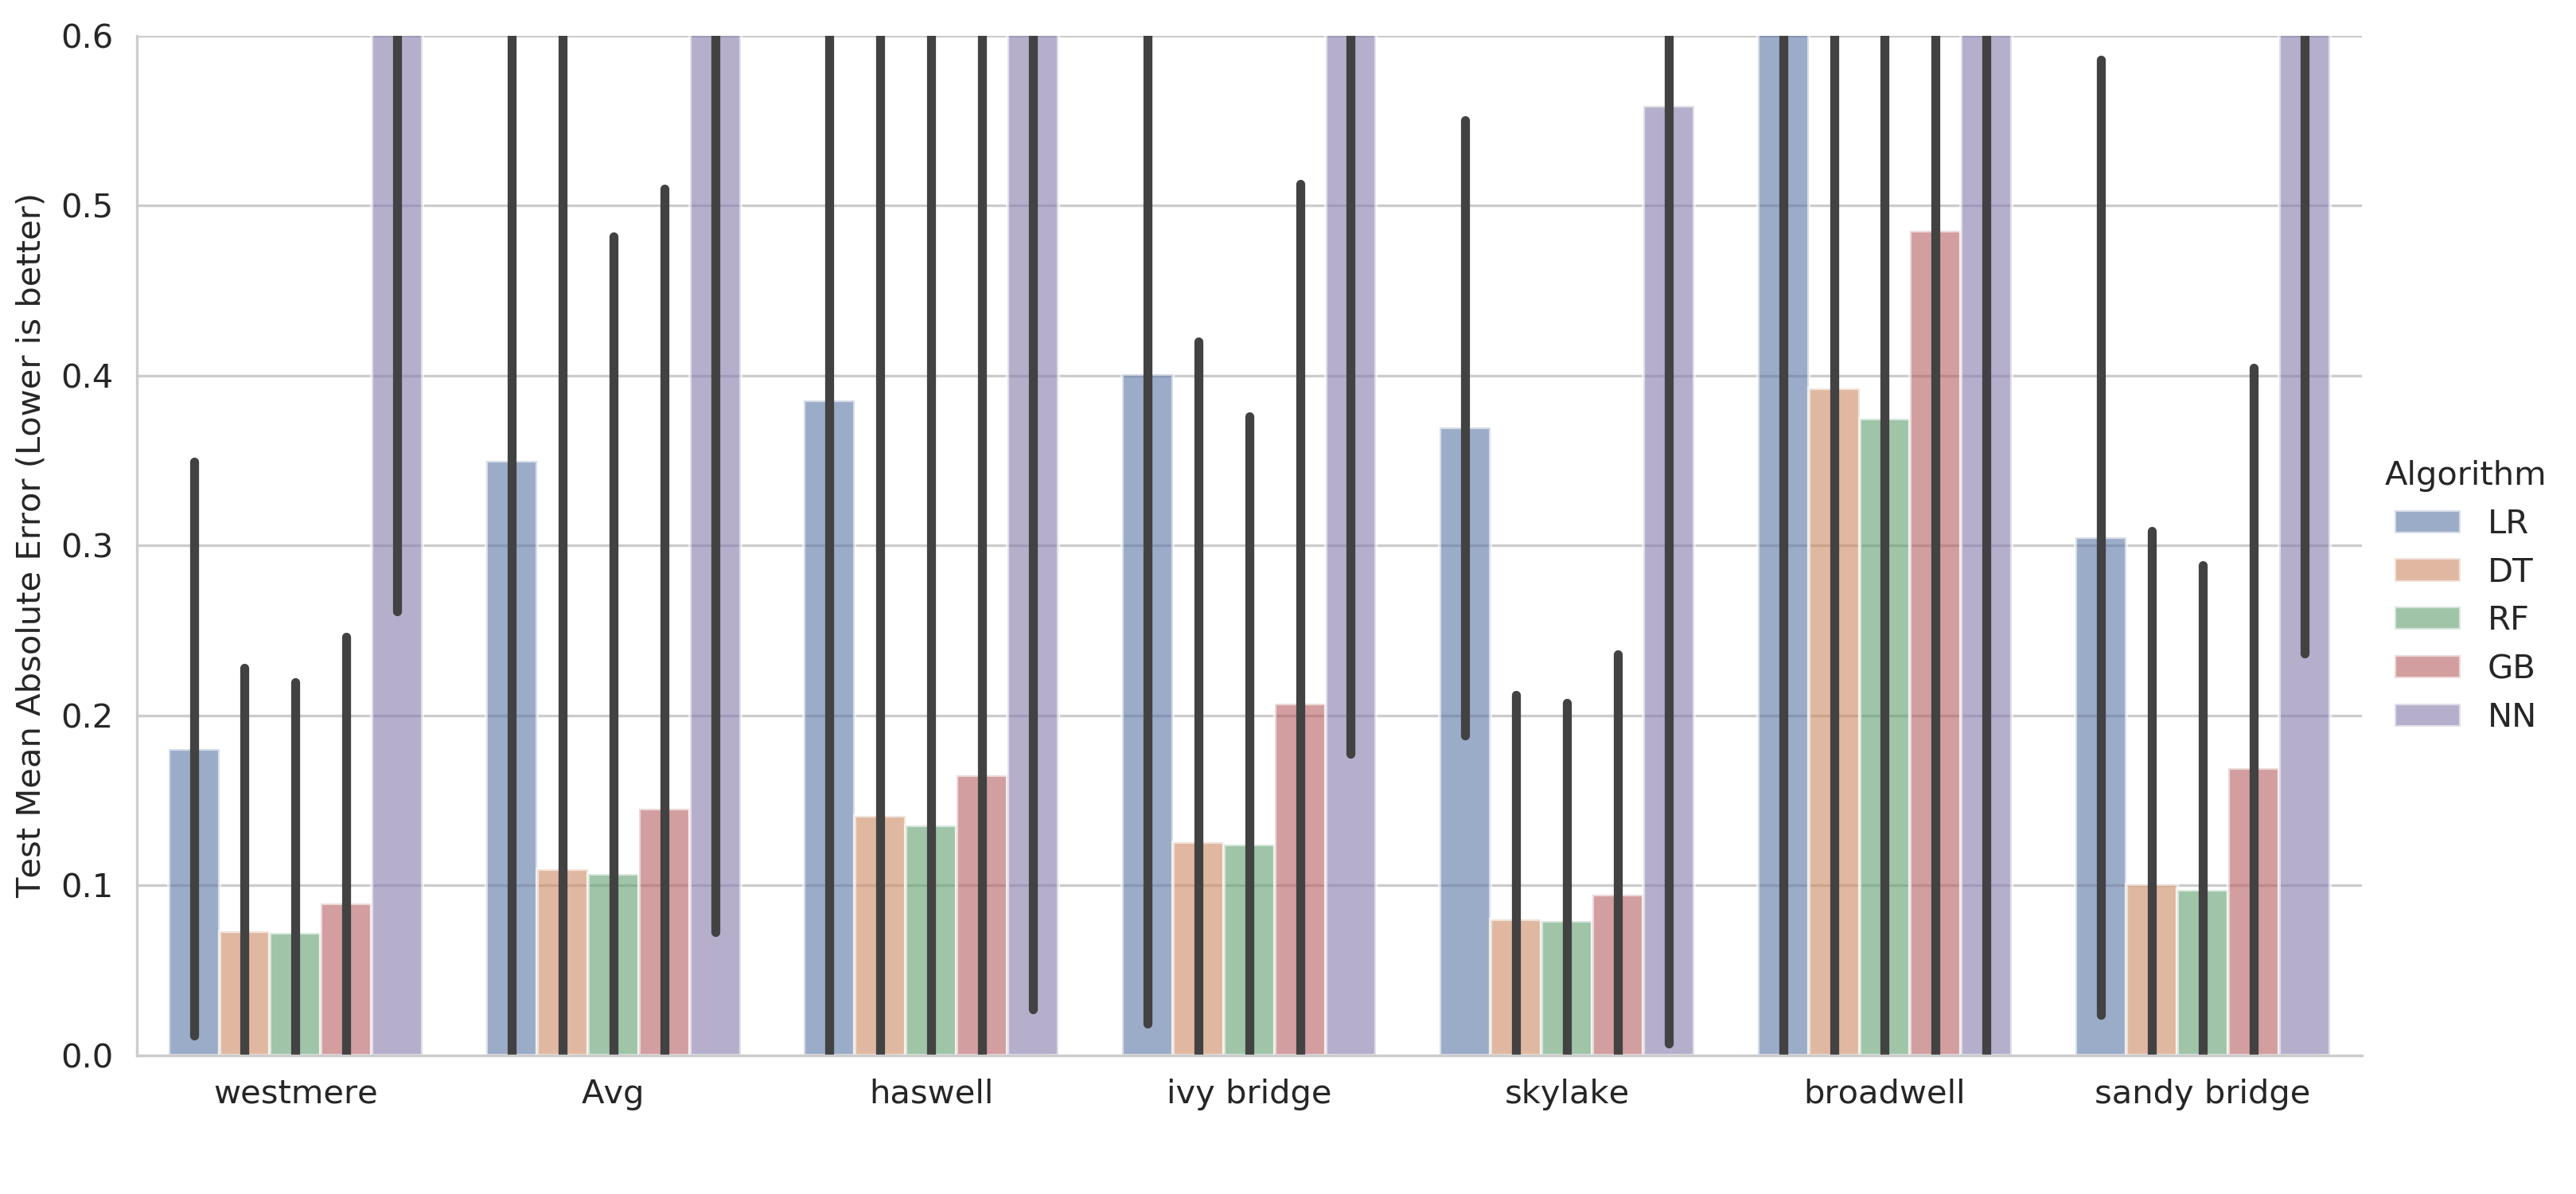 Test Mean Absolute Error (Lower is better)
0.6
0.5
0.4
0.3
0.2
0.1
0.0
westmere
Avg
haswell
ivy bridge
skylake
broadwell
sandy bridge
Algorithm
LR
DT
RF
GB
NN